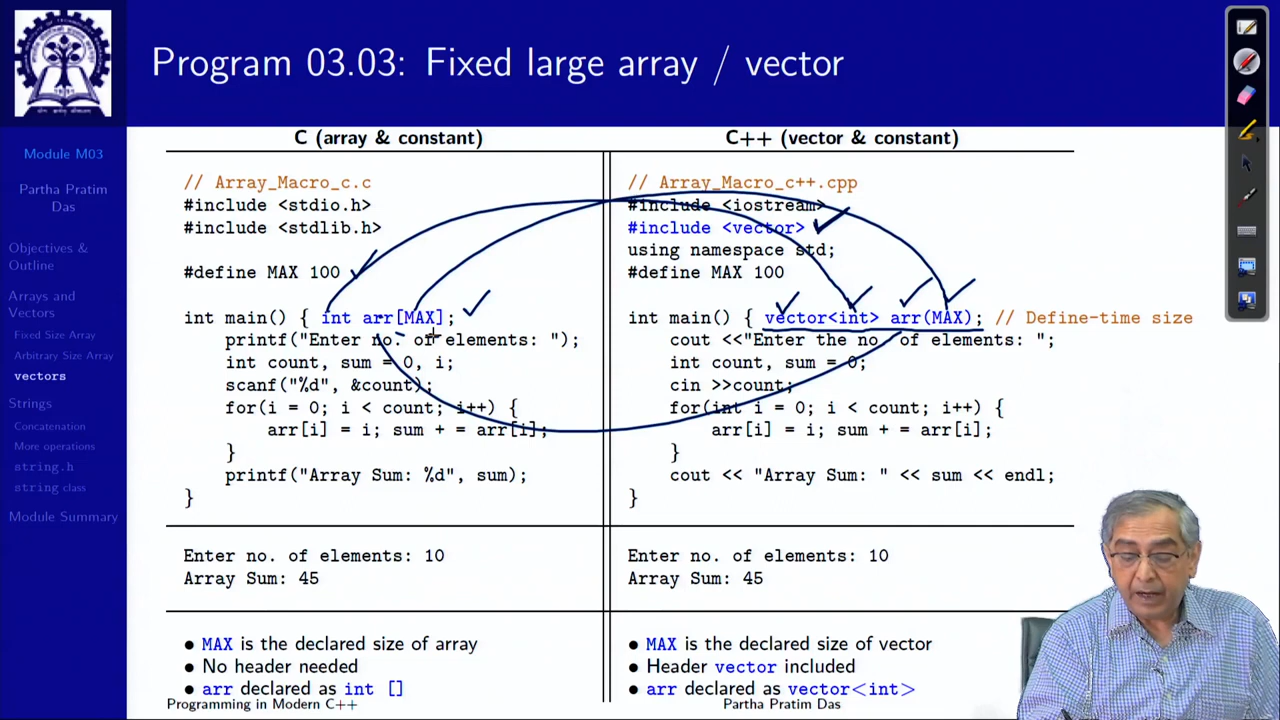 Program 03.03: Fixed large array / vector
Module M03
Partha Pratim
Das
Objectives &
Outline
Arrays and
Vectors
Fixed Size Array
Arbitrary Size Array
vectors
Strings
Concatenation
More operations
string.h
string class
Module Summary
C (array & constant)
// Array_Macro_c.c
#include <stdio.h>
#include <stdlib.h>
#define MAX 100
int main() { int arr[MAX];
printf("Enter no. of elements: ");
int count, sum = 0, i;
scanf("%d", &count);
for(i = 0; i < count; i++) {
arr[i] = i; sum + = arr[i];
}
printf("Array Sum: %d", sum);
}
Enter no. of elements: 10
Array Sum: 45
● MAX is the declared size of array
● No header needed
● arr declared as int []
C++ (vector & constant)
// Array_Macro_c++.cpp
#include <iostream>
#include <vector>
using namespace std;
#define MAX 100
int main() { vector<int> arr(MAX); // Define-time size
cout <<"Enter the no. of elements: ";
int count, sum = 0;
cin >>count;
for(int i = 0; i < count; i++) {
arr[i] = i; sum + = arr[i];
}
cout << "Array Sum: " << sum << endl;
}
Enter no. of elements: 10
Array Sum: 45
● MAX is the declared size of vector
● Header vector included
● arr declared as vector<int>
Programming in Modern C++
Partha Pratim Das